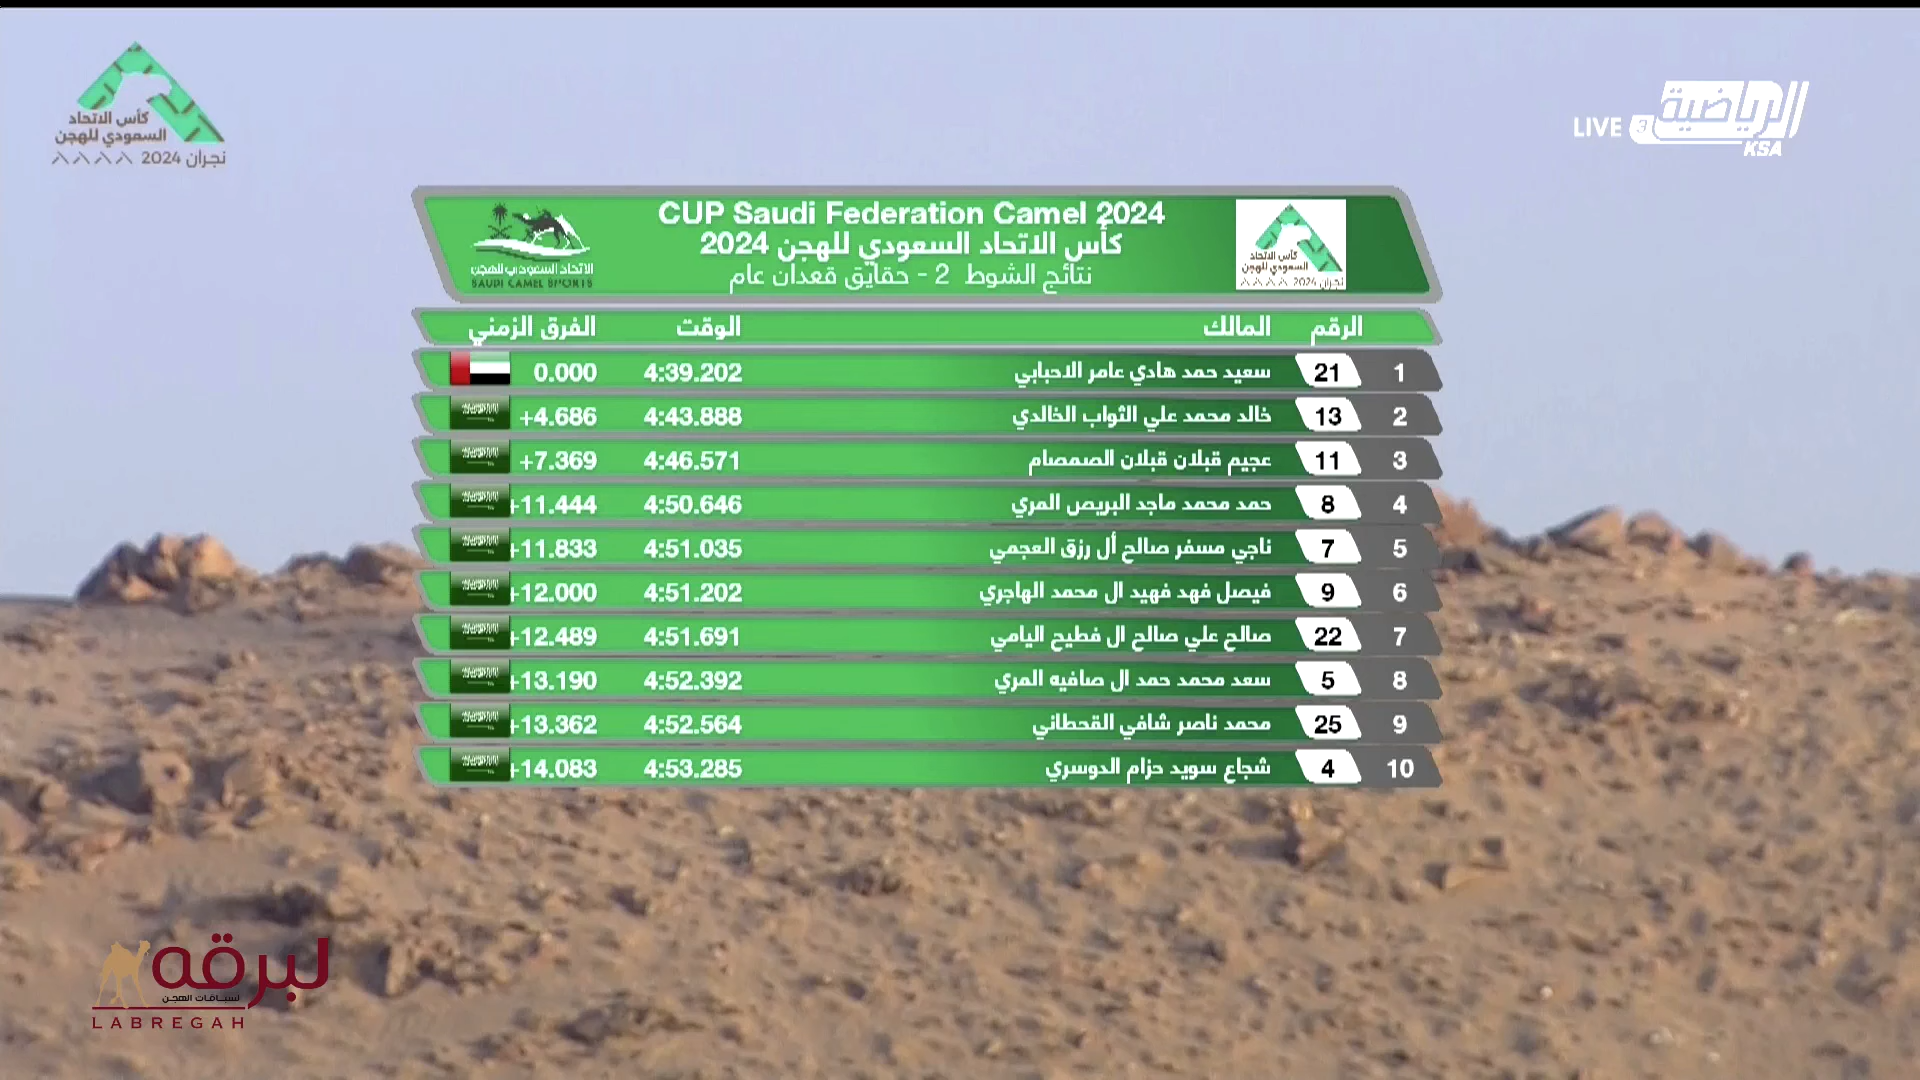 كأس الاتحاد
السعودي للهجن
نجران 2024
LIVE 3 الرياضية
KSA
CUP Saudi Federation Camel 2024
كأس الاتحاد السعودي للهجن 2024
نتائج الشوط 2 - حقايق قعدان عام
الاتحاد السعودي للهجن
SAUDI CAMEL SPORTS
كأس الاتحاد
السعودي للهجن
نجران 2024
الرقم المالك الوقت الفرق الزمني
1 21 سعيد حمد هادي عامر الاحبابي 4:39.202 0.000
2 13 خالد محمد علي الثواب الخالدي 4:43.888 +4.686
3 11 عجيم قبلان قبلان الصمصام 4:46.571 +7.369
4 8 حمد محمد ماجد البريص المري 4:50.646 +11.444
5 7 ناجي مسفر صالح أل رزق العجمي 4:51.035 +11.833
6 9 فيصل فهد فهيد ال محمد الهاجري 4:51.202 +12.000
7 22 صالح علي صالح ال فطيح اليامي 4:51.691 +12.489
8 5 سعد محمد حمد ال صافيه المري 4:52.392 +13.190
9 25 محمد ناصر شافي القحطاني 4:52.564 +13.362
10 4 شجاع سويد حزام الدوسري 4:53.285 +14.083
لبرقه
لسباقات الهجن
LABREGAH